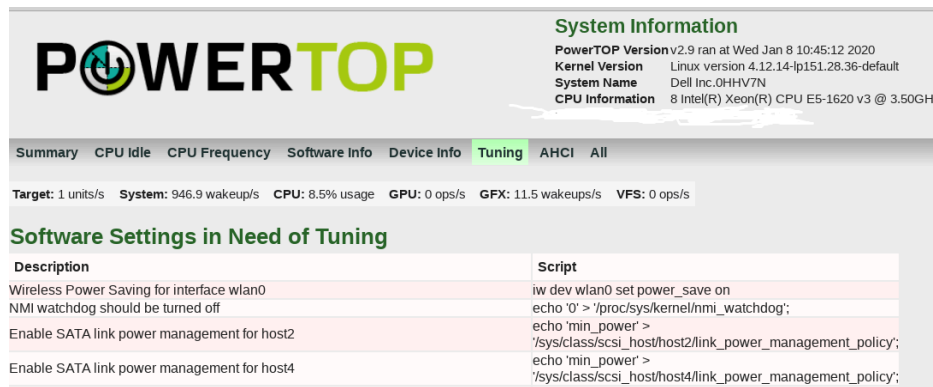 POWERTOP
System Information
PowerTOP Version v2.9 ran at Wed Jan 8 10:45:12 2020
Kernel Version Linux version 4.12.14-lp151.28.36-default
System Name Dell Inc.0HHV7N
CPU Information 8 Intel(R) Xeon(R) CPU E5-1620 v3 @ 3.50GH
Summary CPU Idle CPU Frequency Software Info Device Info Tuning AHCI All
Target: 1 units/s System: 946.9 wakeup/s CPU: 8.5% usage GPU: 0 ops/s GFX: 11.5 wakeups/s VFS: 0 ops/s
Software Settings in Need of Tuning
Description Script
Wireless Power Saving for interface wlan0 iw dev wlan0 set power_save on
NMI watchdog should be turned off echo '0' > '/proc/sys/kernel/nmi_watchdog';
Enable SATA link power management for host2 echo 'min_power' >
'/sys/class/scsi_host/host2/link_power_management_policy';
Enable SATA link power management for host4 echo 'min_power' >
'/sys/class/scsi_host/host4/link_power_management_policy';